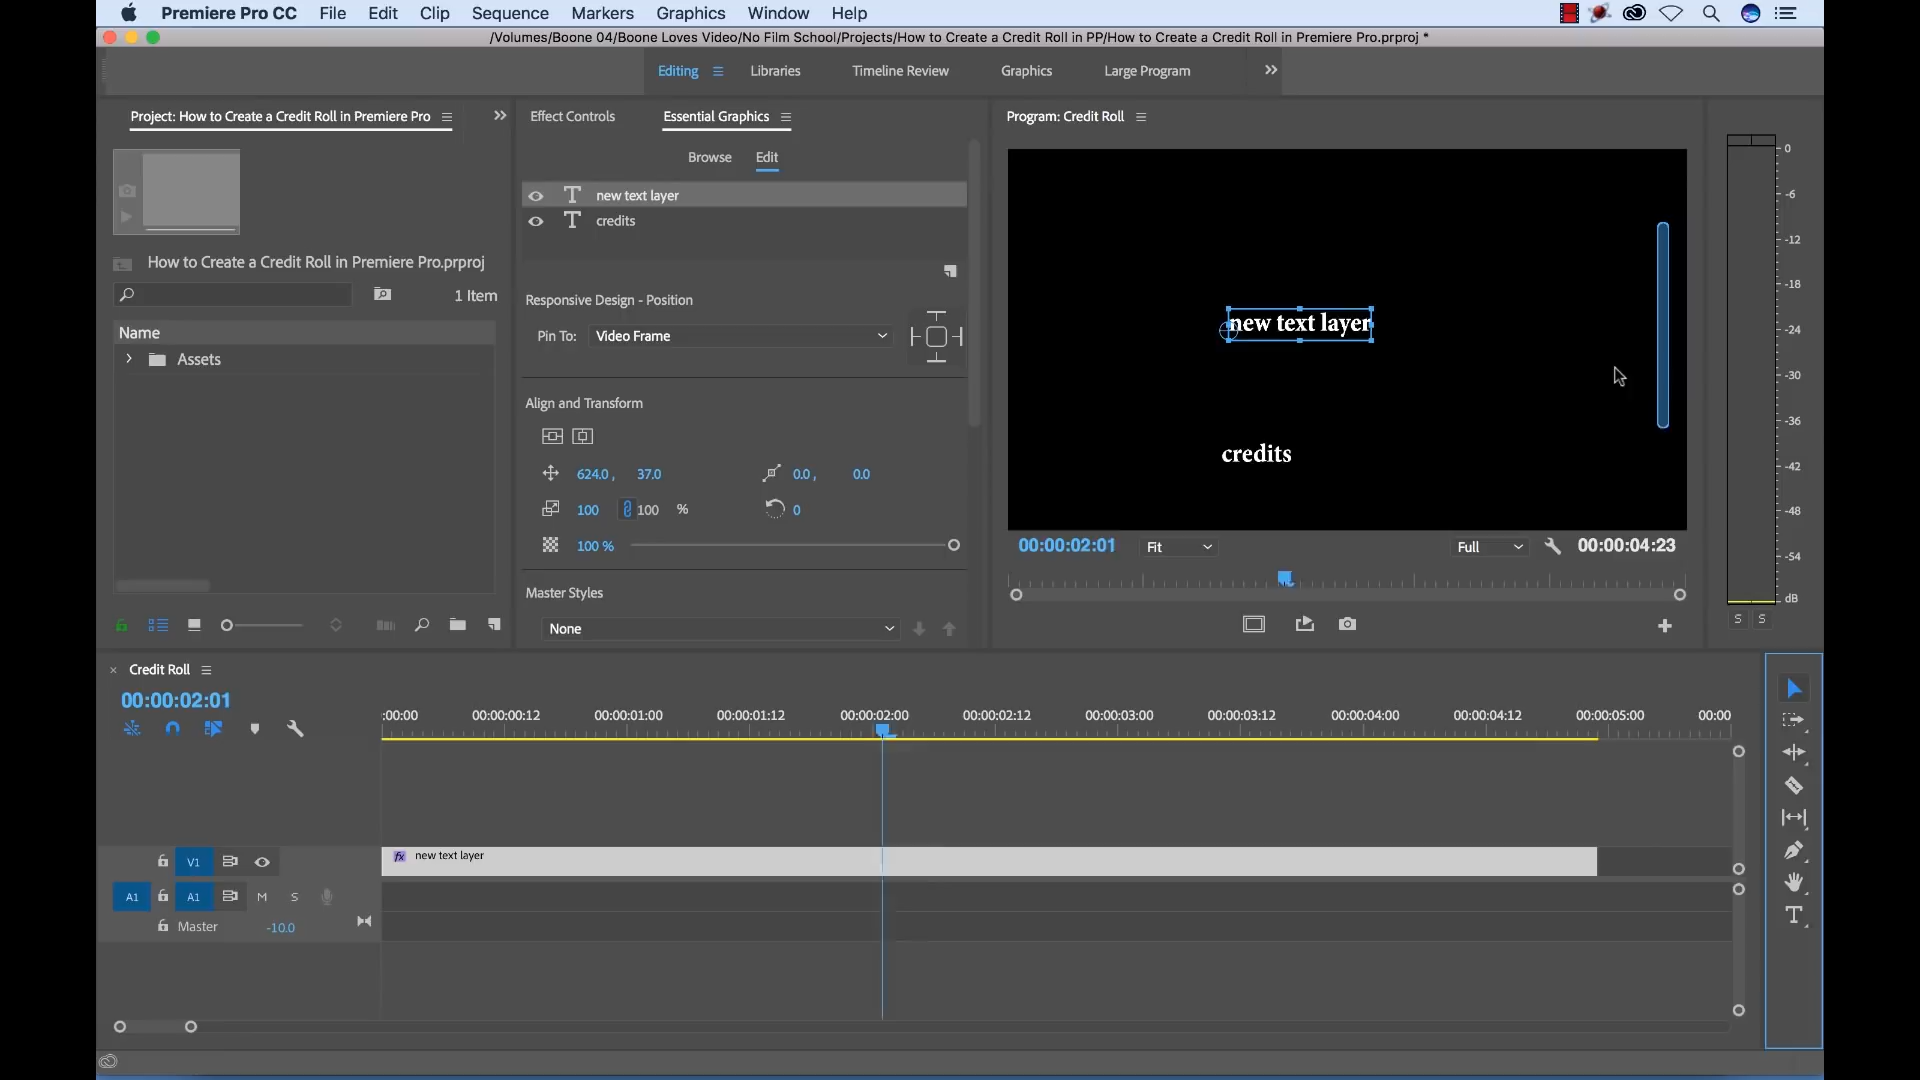 Premiere Pro CC File Edit Clip Sequence Markers Graphics Window Help
/Volumes/Boone 04/Boone Loves Video/No Film School/Projects/How to Create a Credit Roll in PP/How to Create a Credit Roll in Premiere Pro.prproj *
Editing Libraries Timeline Review Graphics Large Program
Project: How to Create a Credit Roll in Premiere Pro
How to Create a Credit Roll in Premiere Pro.prproj
1 Item
Name
Assets
Effect Controls Essential Graphics
Browse Edit
new text layer
credits
Responsive Design - Position
Pin To: Video Frame
Align and Transform
624.0 , 37.0 0.0 , 0.0
100 100 % 0
100 %
Master Styles
None
Program: Credit Roll
new text layer
credits
00:00:02:01 Fit Full 00:00:04:23
0
-6
-12
-18
-24
-30
-36
-42
-48
-54
dB
S S
Credit Roll
00:00:02:01
:00:00 00:00:00:12 00:00:01:00 00:00:01:12 00:00:02:00 00:00:02:12 00:00:03:00 00:00:03:12 00:00:04:00 00:00:04:12 00:00:05:00 00:00
V1 fx new text layer
A1 A1 M S
Master -10.0